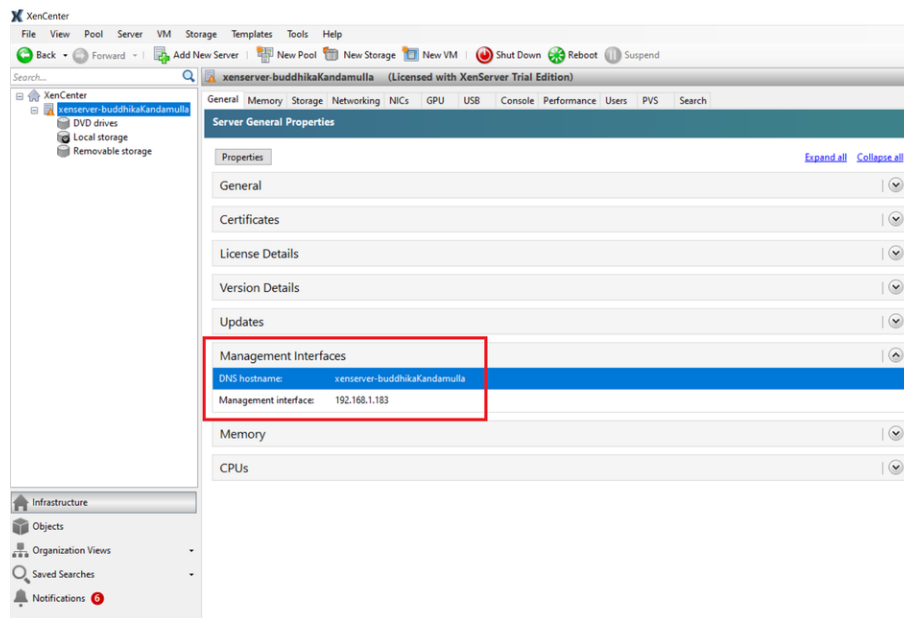 XenCenter
File View Pool Server VM Storage Templates Tools Help
Back Forward Add New Server New Pool New Storage New VM Shut Down Reboot Suspend
Search...
xenserver-buddhikaKandamulla (Licensed with XenServer Trial Edition)
XenCenter
xenserver-buddhikaKandamulla
DVD drives
Local storage
Removable storage
General Memory Storage Networking NICs GPU USB Console Performance Users PVS Search
Server General Properties
Properties
Expand all Collapse all
General
Certificates
License Details
Version Details
Updates
Management Interfaces
DNS hostname: xenserver-buddhikaKandamulla
Management interface: 192.168.1.183
Memory
CPUs
Infrastructure
Objects
Organization Views
Saved Searches
Notifications 6